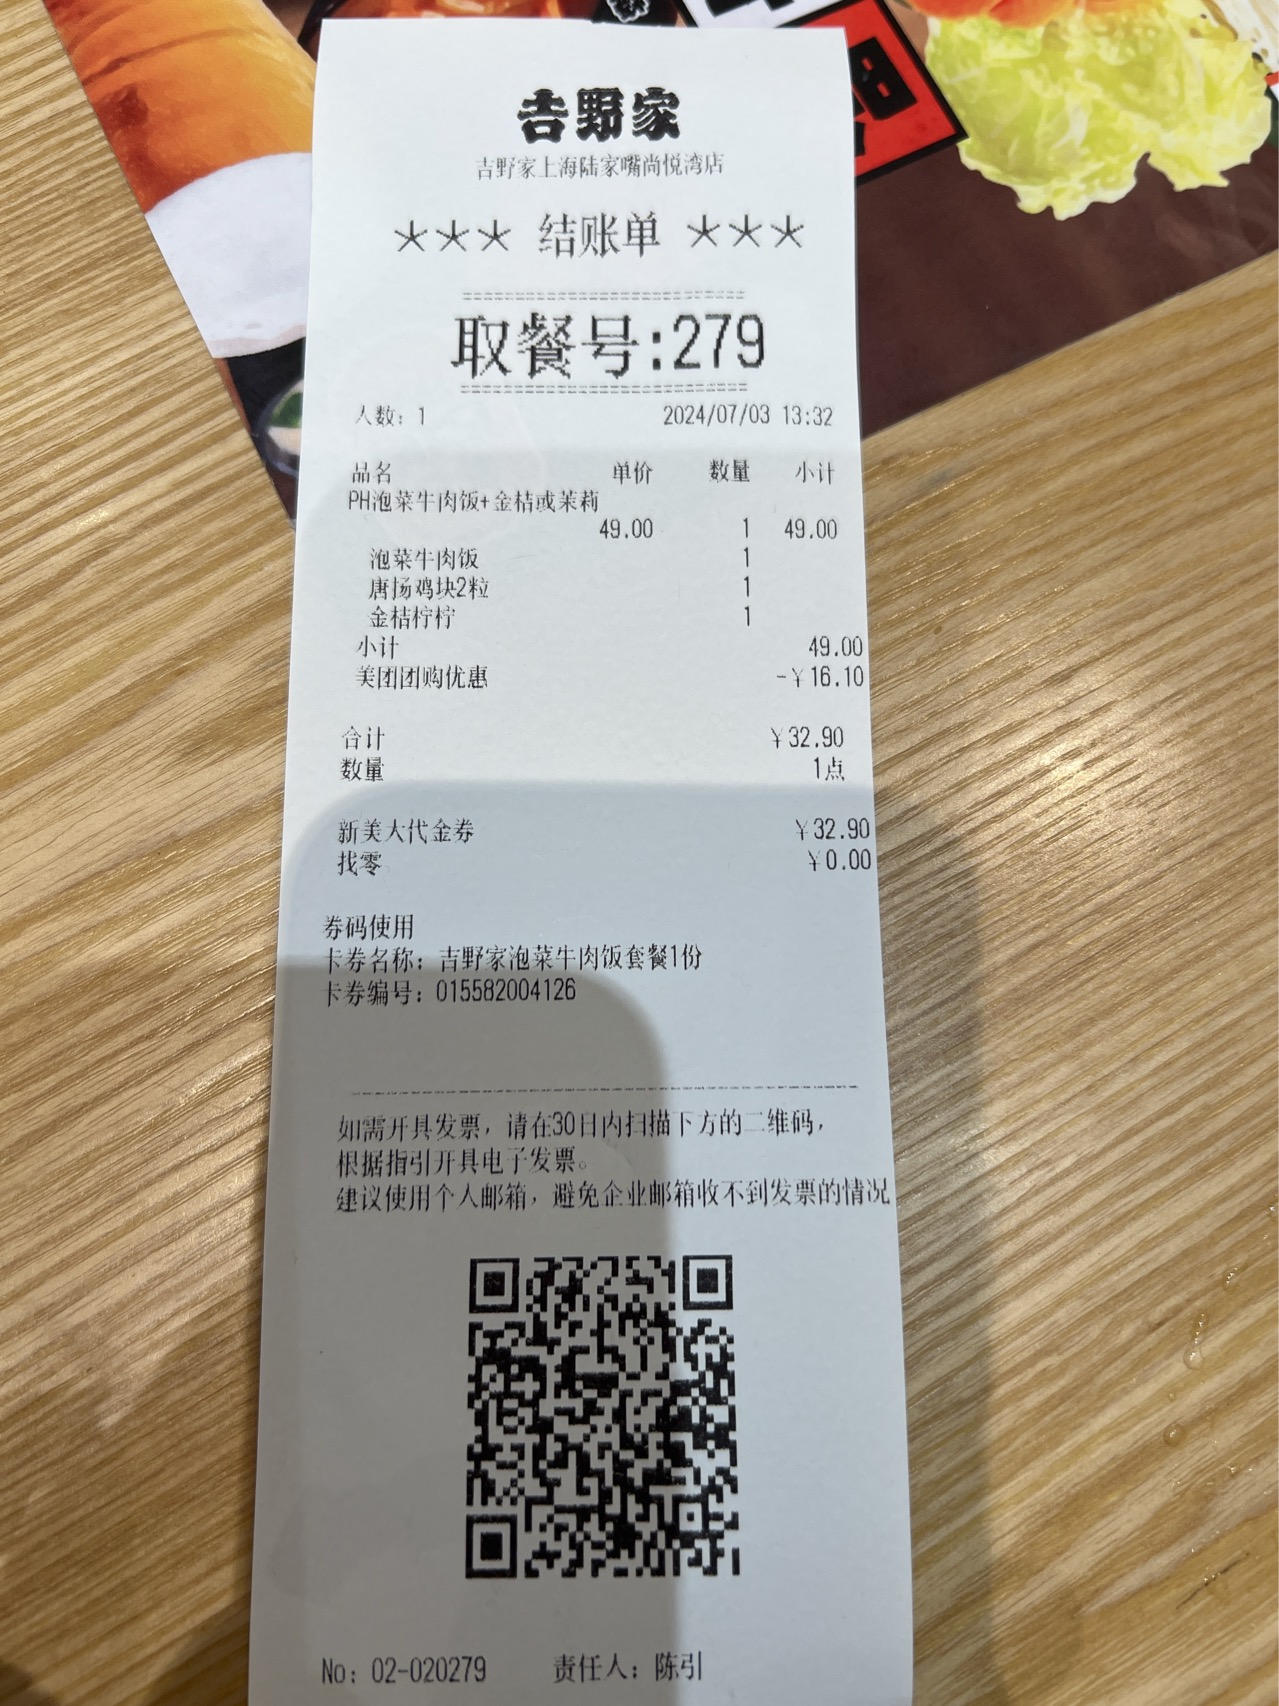 吉野家
吉野家上海陆家嘴尚悦湾店
*** 结账单 ***
取餐号:279
人数: 1 2024/07/03 13:32
品名 单价 数量 小计
PH泡菜牛肉饭+金桔或茉莉
49.00 1 49.00
泡菜牛肉饭 1
唐扬鸡块2粒 1
金桔柠柠 1
小计 49.00
美团团购优惠 -¥16.10
合计 ¥32.90
数量 1点
新美大代金券 ¥32.90
找零 ¥0.00
券码使用
卡券名称: 吉野家泡菜牛肉饭套餐1份
卡券编号: 015582004126
如需开具发票, 请在30日内扫描下方的二维码,
根据指引开具电子发票。
建议使用个人邮箱, 避免企业邮箱收不到发票的情况
No: 02-020279 责任人: 陈引